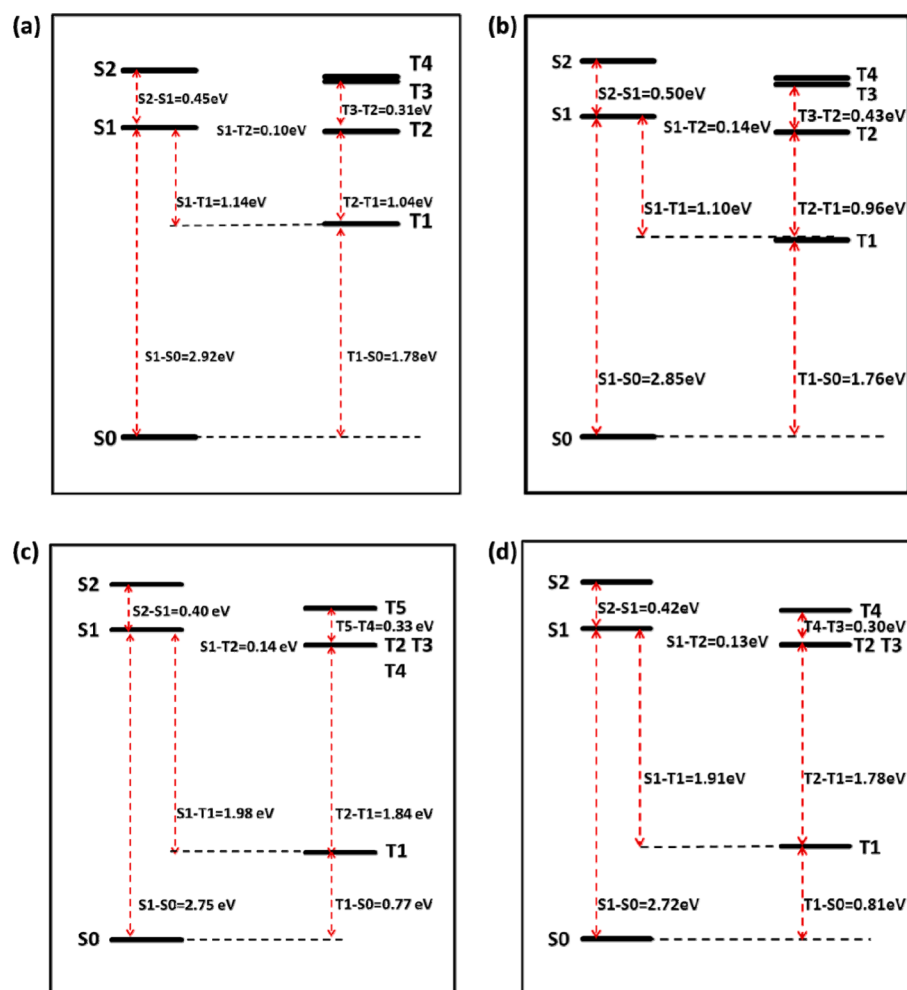 (a)
S2
T4
T3
S2-S1=0.45eV
T3-T2=0.31eV
S1
S1-T2=0.10eV
T2
S1-T1=1.14eV
T2-T1=1.04eV
T1
S1-S0=2.92eV
T1-S0=1.78eV
S0
(b)
S2
T4
T3
S2-S1=0.50eV
T3-T2=0.43eV
S1
S1-T2=0.14eV
T2
S1-T1=1.10eV
T2-T1=0.96eV
T1
S1-S0=2.85eV
T1-S0=1.76eV
S0
(c)
S2
S2-S1=0.40 eV
T5
T5-T4=0.33 eV
S1
S1-T2=0.14 eV
T2 T3
T4
S1-T1=1.98 eV
T2-T1=1.84 eV
T1
S1-S0=2.75 eV
T1-S0=0.77 eV
S0
(d)
S2
S2-S1=0.42eV
T4
T4-T3=0.30eV
S1
S1-T2=0.13eV
T2 T3
S1-T1=1.91eV
T2-T1=1.78eV
T1
S1-S0=2.72eV
T1-S0=0.81eV
S0